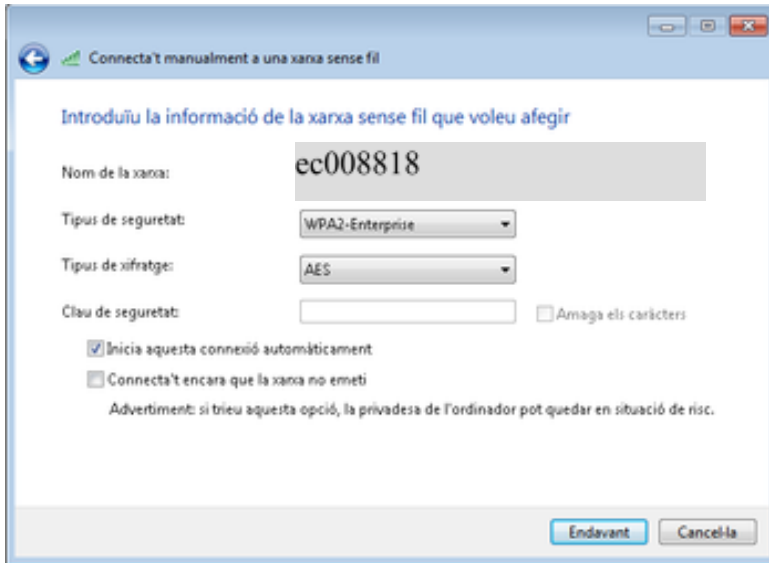 Connecta't manualment a una xarxa sense fil
Introduïu la informació de la xarxa sense fil que voleu afegir
Nom de la xarxa: ec008818
Tipus de seguretat: WPA2-Enterprise
Tipus de xifratge: AES
Clau de seguretat: Amaga els caràcters
Inicia aquesta connexió automàticament
Connecta't encara que la xarxa no emeti
Advertiment: si trieu aquesta opció, la privadesa de l'ordinador pot quedar en situació de risc.
Endavant Cancel·la